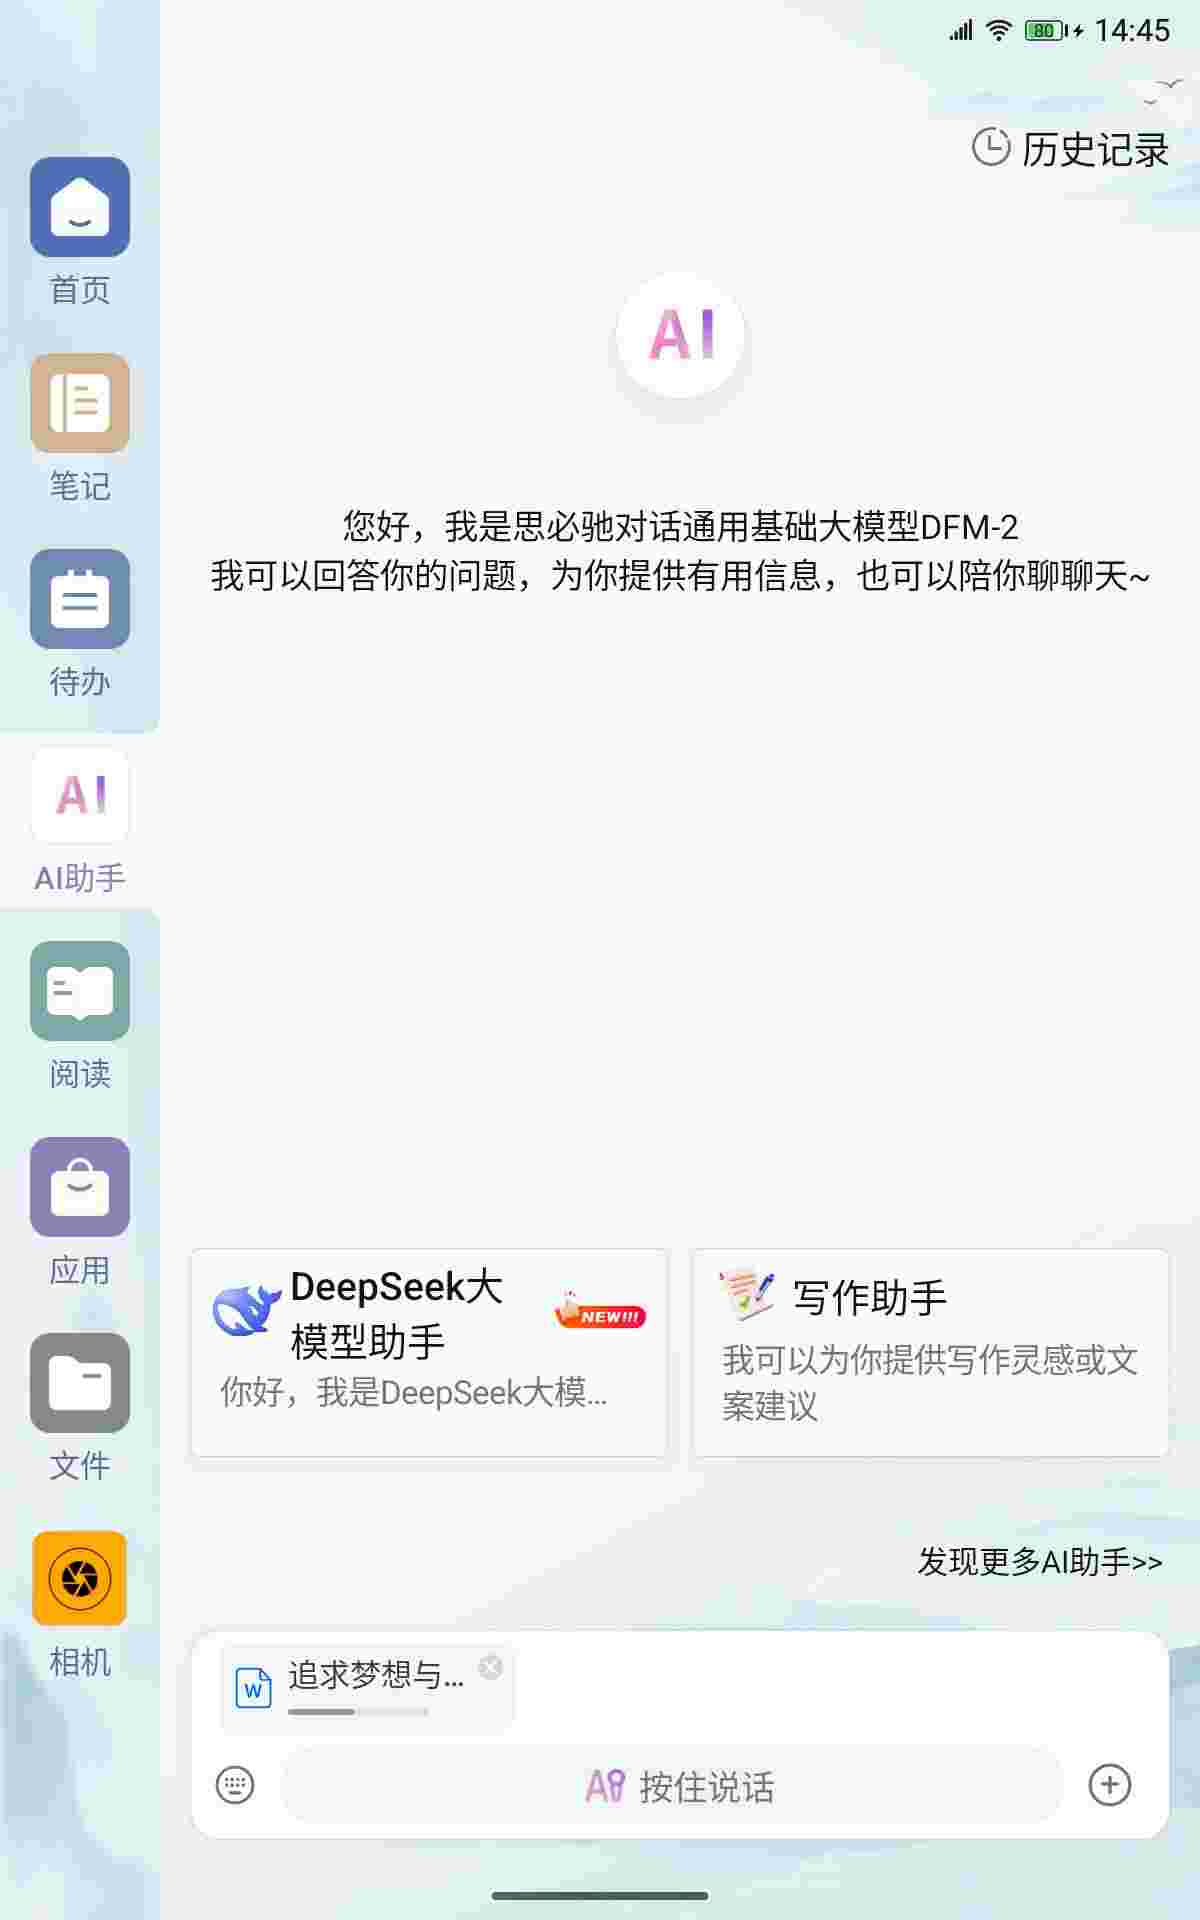 80 14:45
历史记录
首页
笔记
待办
AI
AI助手
阅读
应用
文件
相机
AI
您好，我是思必驰对话通用基础大模型DFM-2
我可以回答你的问题，为你提供有用信息，也可以陪你聊聊天~
DeepSeek大
模型助手
NEW!!!
你好，我是DeepSeek大模...
写作助手
我可以为你提供写作灵感或文
案建议
发现更多AI助手>>
W 追求梦想与...
按住说话